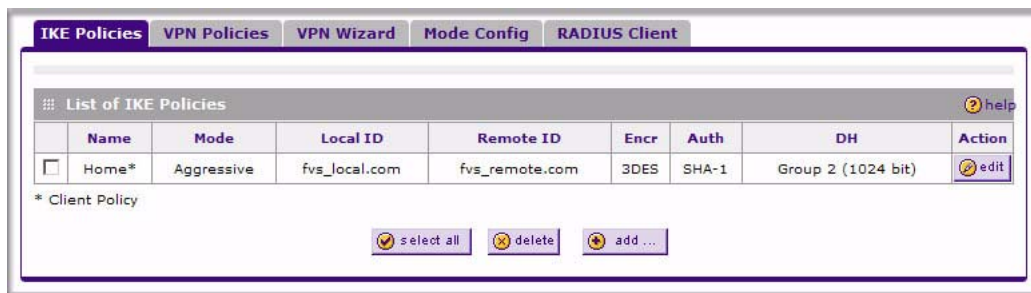 IKE Policies VPN Policies VPN Wizard Mode Config RADIUS Client
List of IKE Policies help
Name Mode Local ID Remote ID Encr Auth DH Action
Home* Aggressive fvs_local.com fvs_remote.com 3DES SHA-1 Group 2 (1024 bit) edit
* Client Policy
select all delete add ...